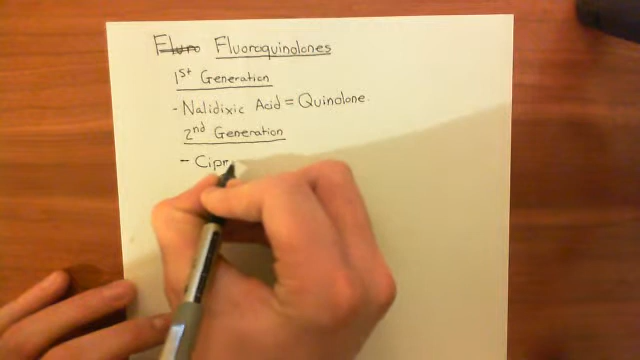 Fluro Fluoroquinolones
1st Generation
- Nalidixic Acid = Quinolone.
2nd Generation
- Cipr